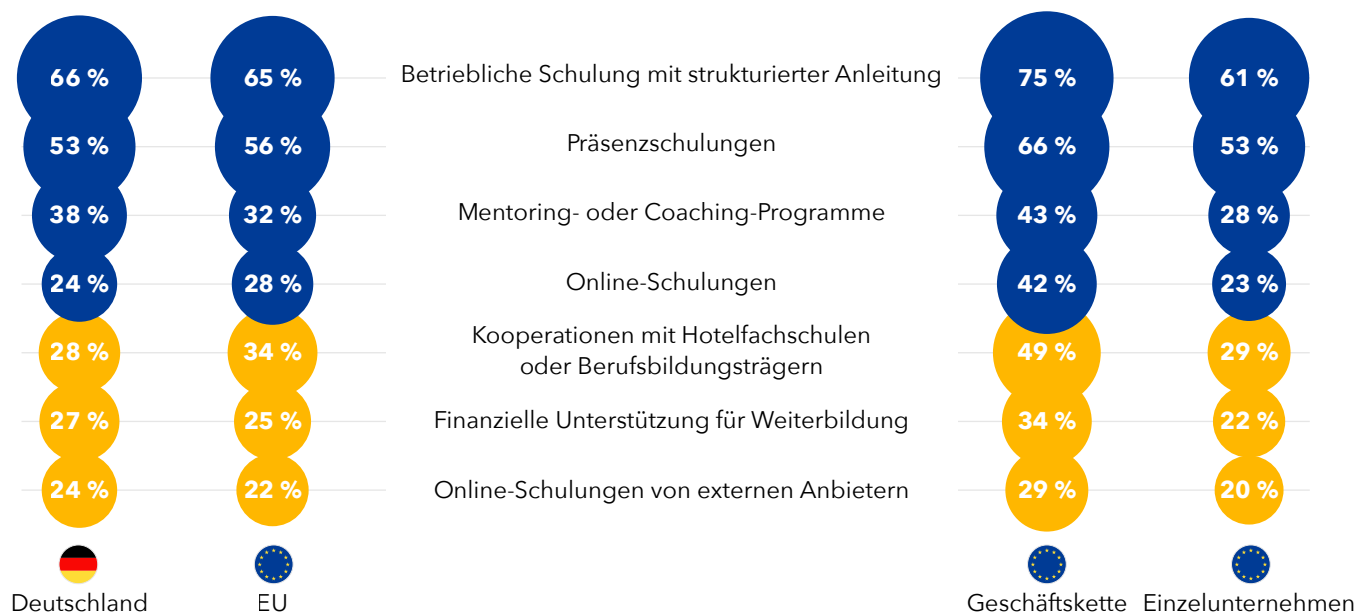 66 % 65 % Betriebliche Schulung mit strukturierter Anleitung 75 % 61 %
53 % 56 % Präsenzschulungen 66 % 53 %
38 % 32 % Mentoring- oder Coaching-Programme 43 % 28 %
24 % 28 % Online-Schulungen 42 % 23 %
28 % 34 % Kooperationen mit Hotelfachschulen
oder Berufsbildungsträgern 49 % 29 %
27 % 25 % Finanzielle Unterstützung für Weiterbildung 34 % 22 %
24 % 22 % Online-Schulungen von externen Anbietern 29 % 20 %
Deutschland EU Geschäftskette Einzelunternehmen